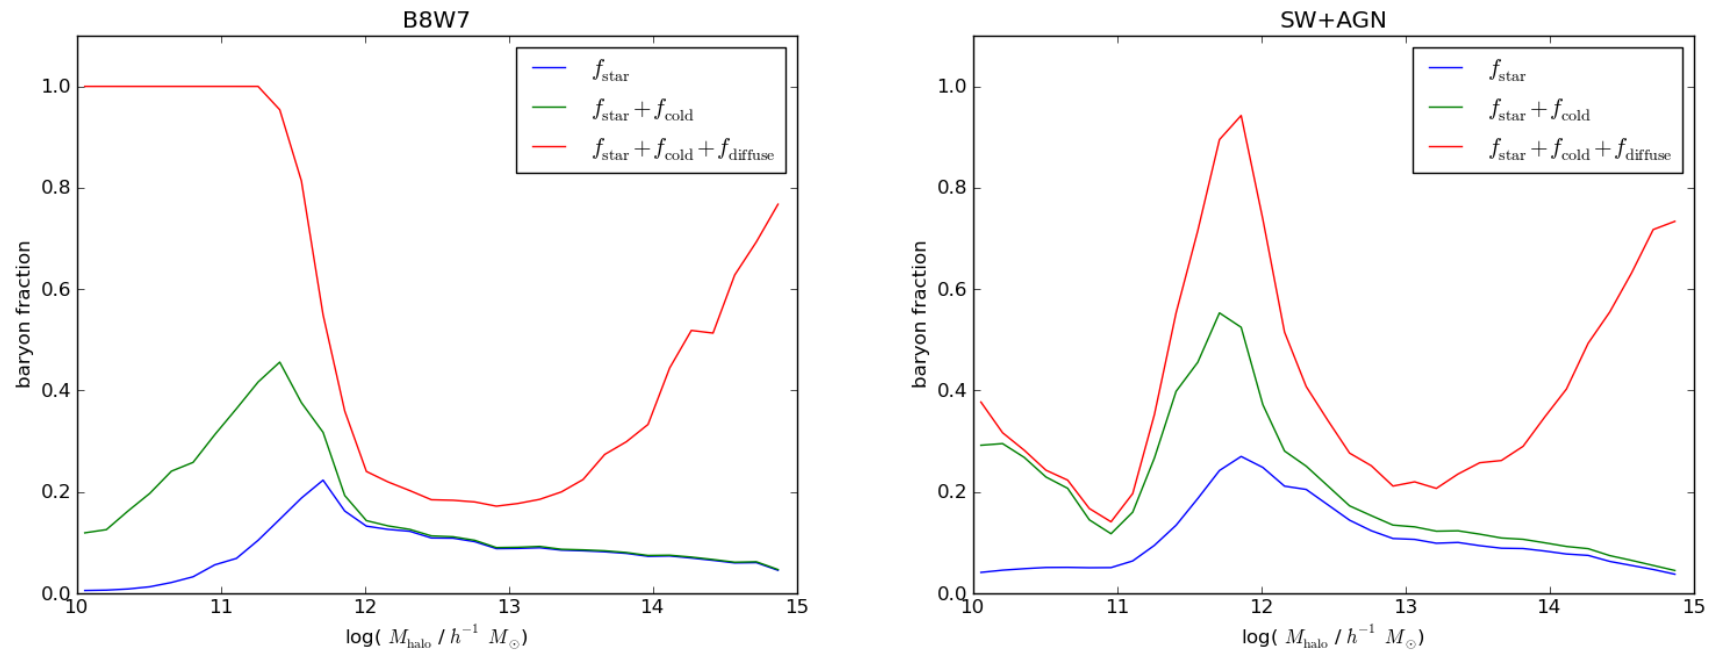 B8W7
f_star
f_star + f_cold
f_star + f_cold + f_diffuse
1.0
0.8
0.6
0.4
0.2
0.0
baryon fraction
10 11 12 13 14 15
log( M_halo / h^−1 M_⊙)
SW+AGN
f_star
f_star + f_cold
f_star + f_cold + f_diffuse
1.0
0.8
0.6
0.4
0.2
0.0
baryon fraction
10 11 12 13 14 15
log( M_halo / h^−1 M_⊙)